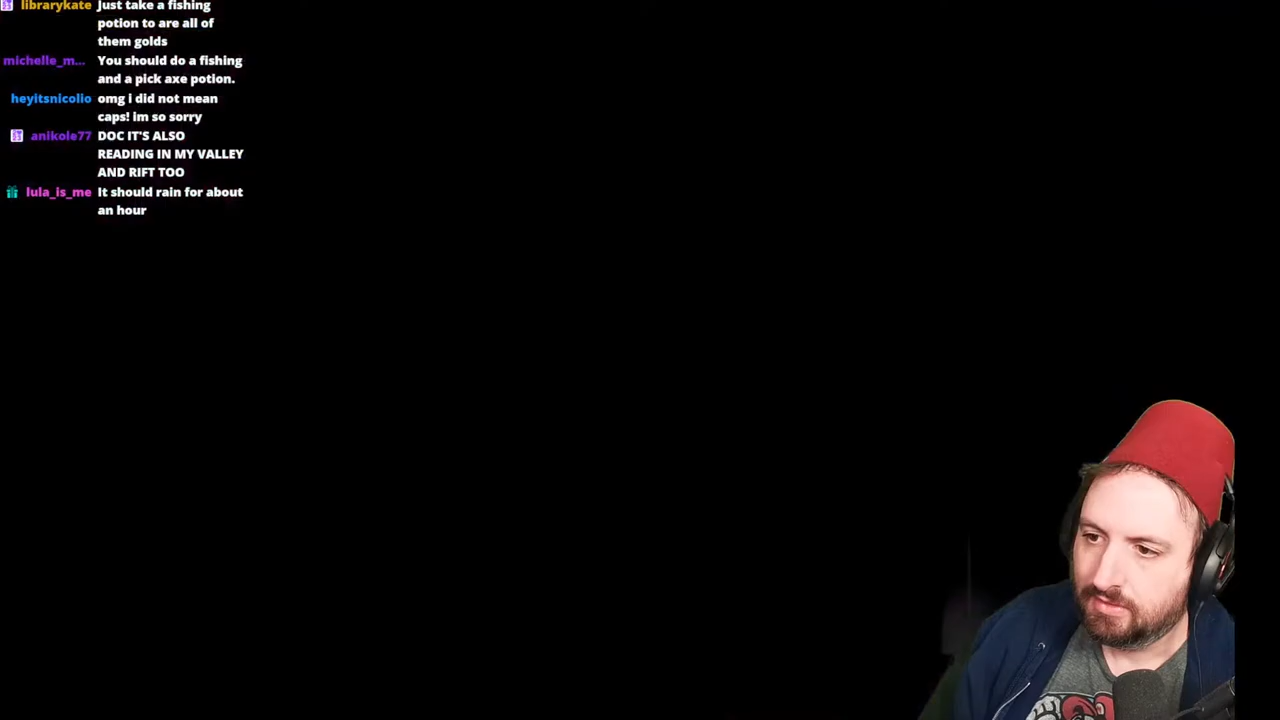 librarykate Just take a fishing
potion to are all of
them golds
michelle_m... You should do a fishing
and a pick axe potion.
heyitsnicolio omg i did not mean
caps! im so sorry
anikole77 DOC IT'S ALSO
READING IN MY VALLEY
AND RIFT TOO
lula_is_me It should rain for about
an hour